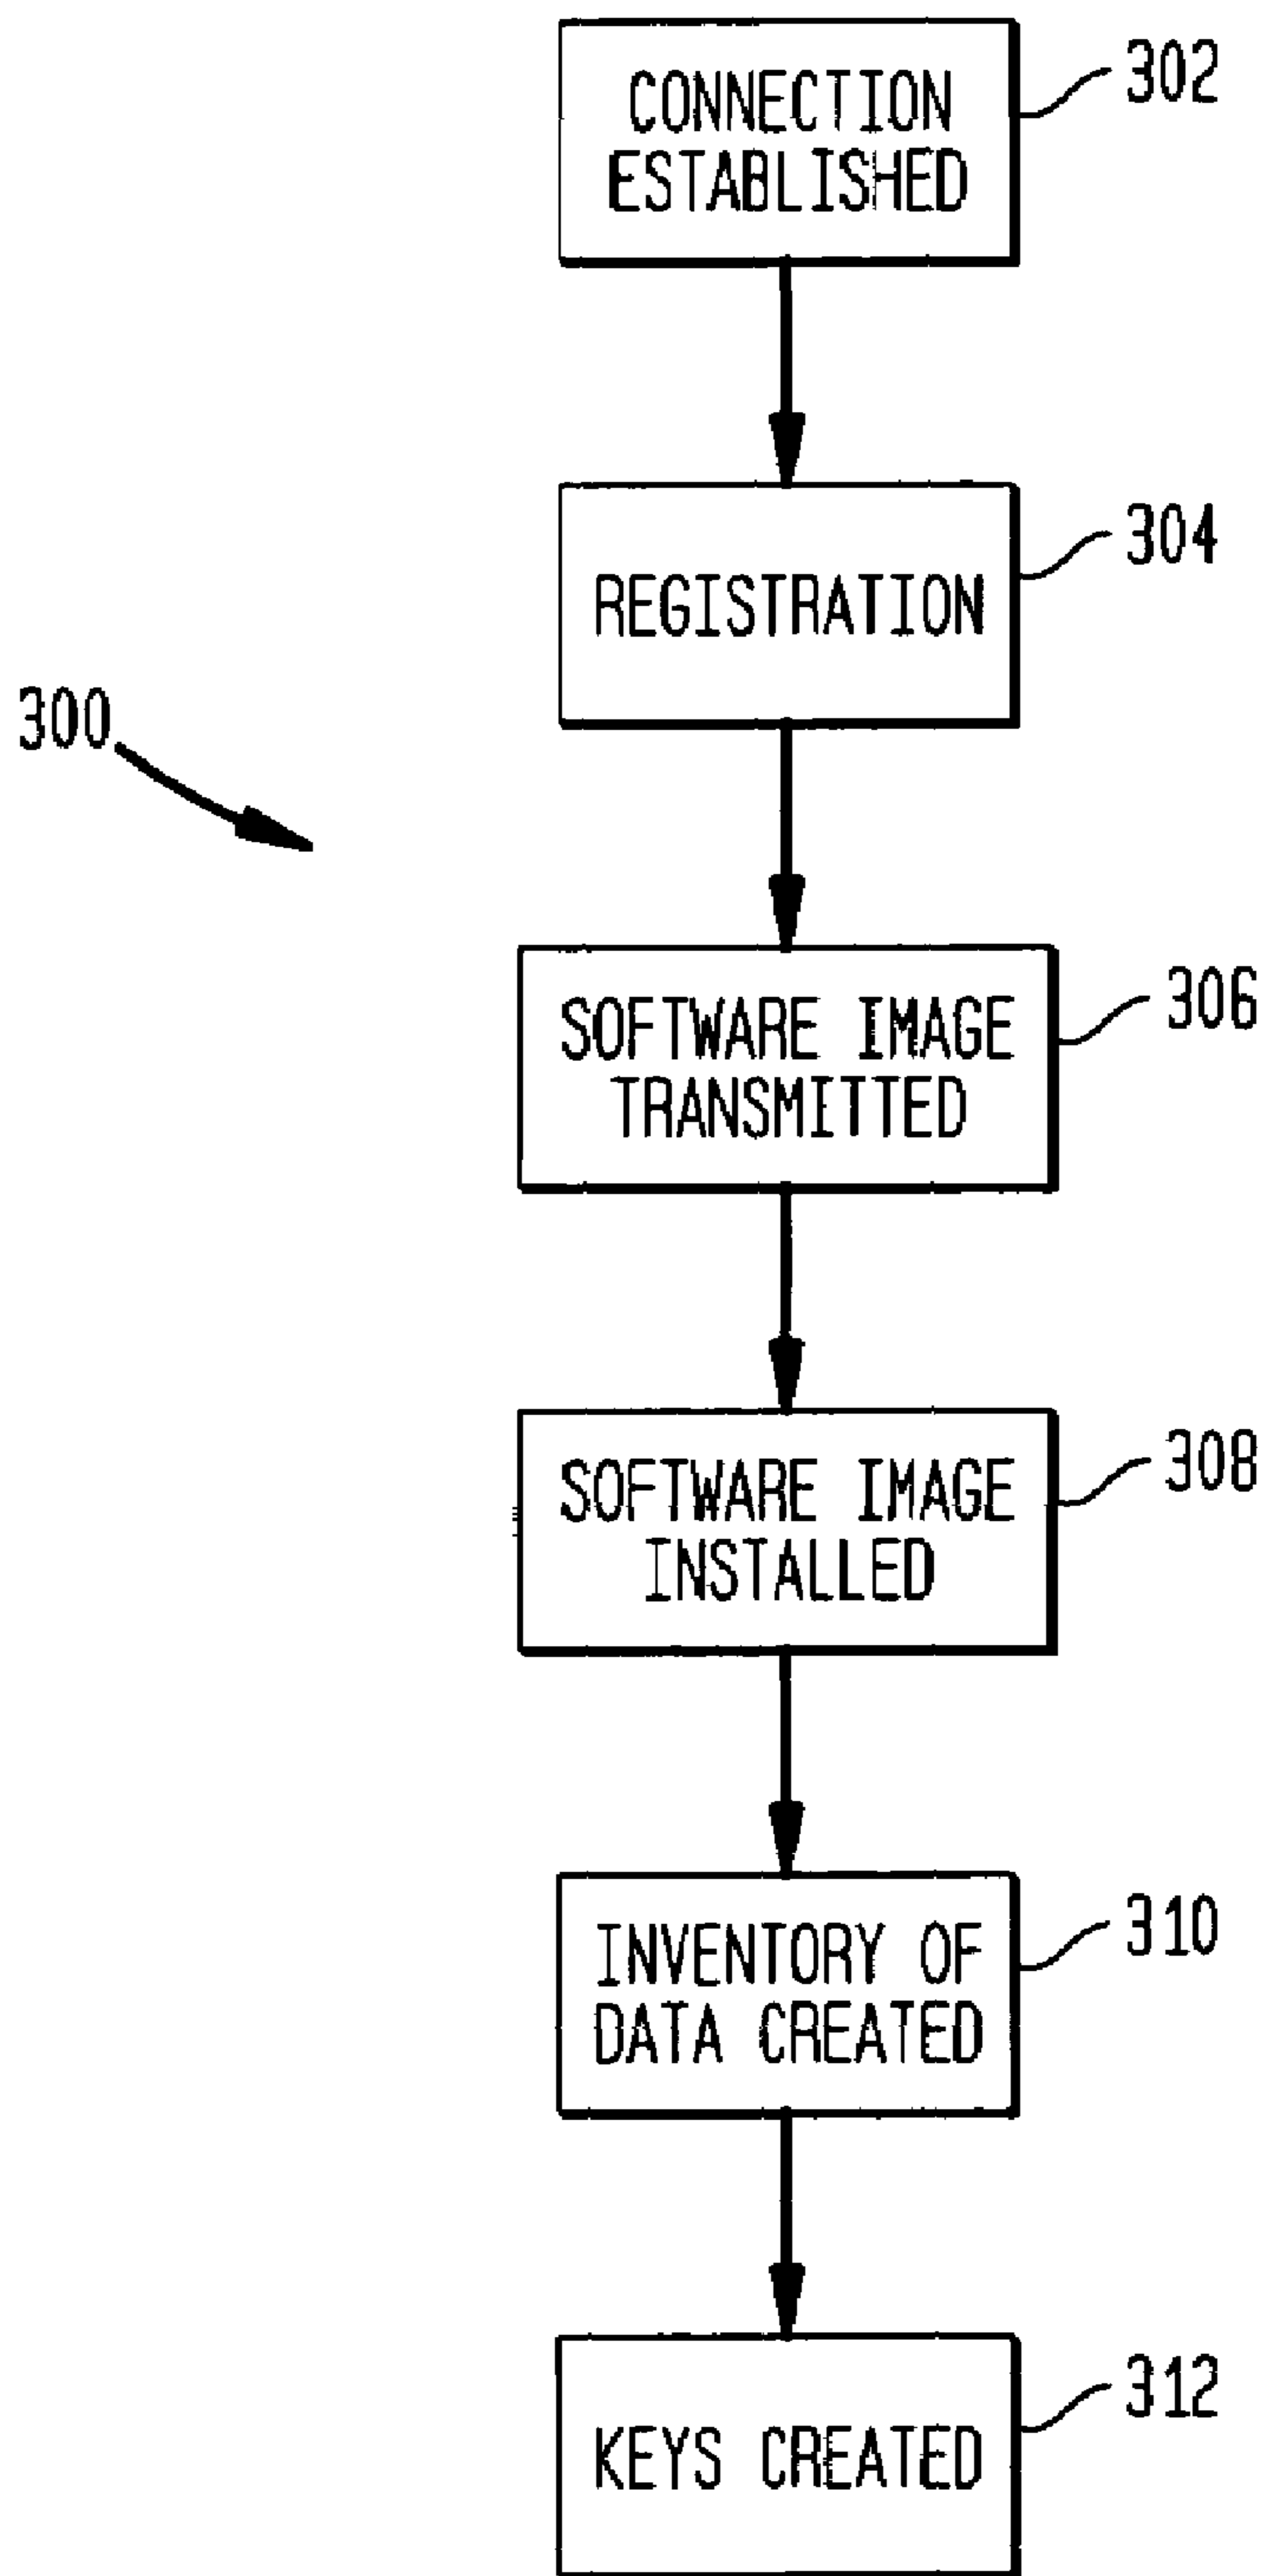 CONNECTION
ESTABLISHED
302
REGISTRATION
304
300
SOFTWARE IMAGE
TRANSMITTED
306
SOFTWARE IMAGE
INSTALLED
308
INVENTORY OF
DATA CREATED
310
KEYS CREATED
312